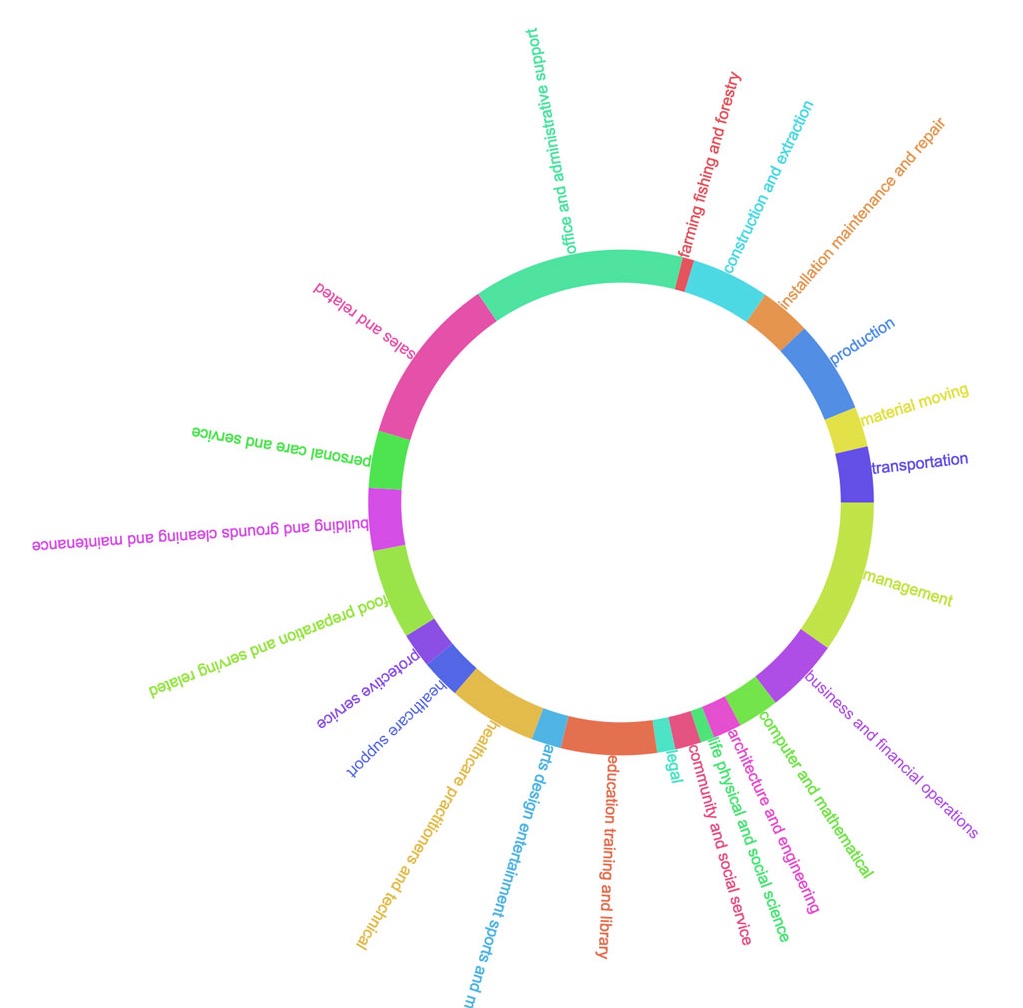 office and administrative support
farming fishing and forestry
construction and extraction
installation maintenance and repair
production
material moving
transportation
management
business and financial operations
computer and mathematical
architecture and engineering
life physical and social science
community and social service
legal
education training and library
arts design entertainment sports and m
healthcare practitioners and technical
healthcare support
protective service
food preparation and serving related
building and grounds cleaning and maintenance
personal care and service
sales and related